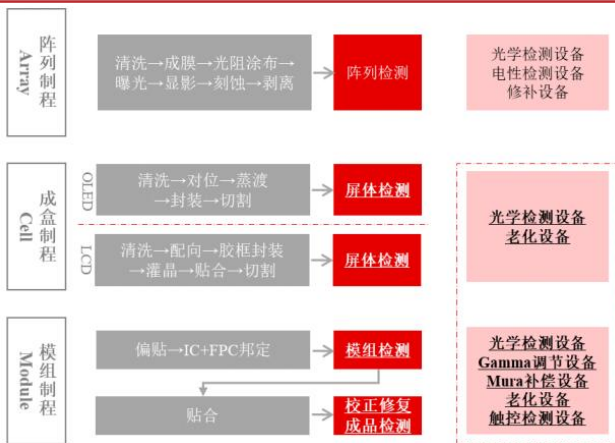 阵列制程
Array
清洗→成膜→光阻涂布→
曝光→显影→刻蚀→剥离
阵列检测
光学检测设备
电性检测设备
修补设备
成盒制程
Cell
OLED
清洗→对位→蒸渡
→封装→切割
屏体检测
LCD
清洗→配向→胶框封装
→灌晶→贴合→切割
屏体检测
光学检测设备
老化设备
模组制程
Module
偏贴→IC+FPC邦定
模组检测
贴合
校正修复
成品检测
光学检测设备
Gamma调节设备
Mura补偿设备
老化设备
触控检测设备